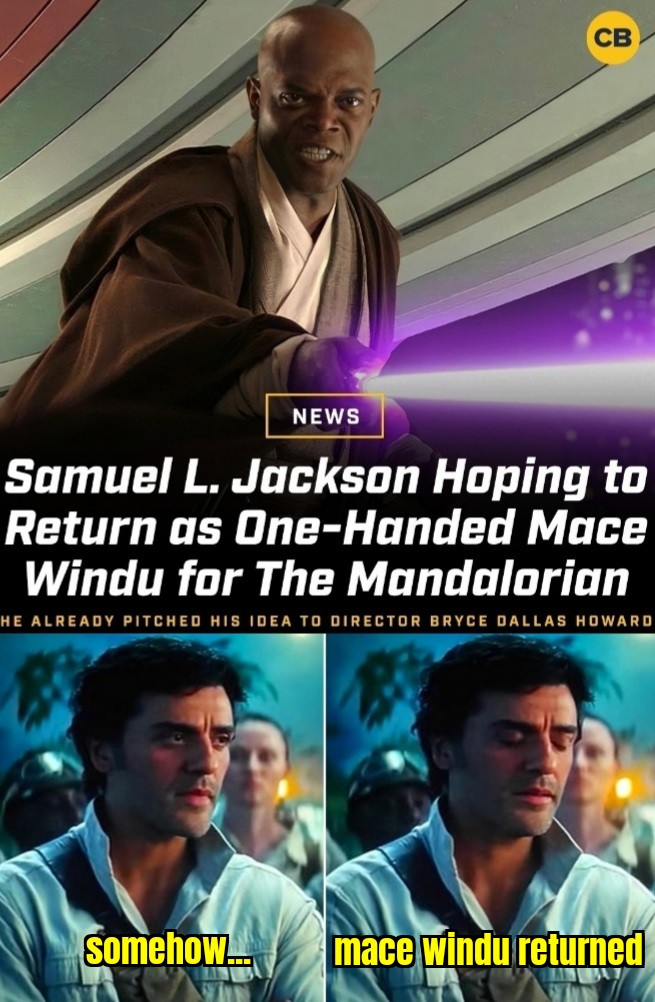 CB
NEWS
Samuel L. Jackson Hoping to
Return as One-Handed Mace
Windu for The Mandalorian
HE ALREADY PITCHED HIS IDEA TO DIRECTOR BRYCE DALLAS HOWARD
somehow...
mace windu returned